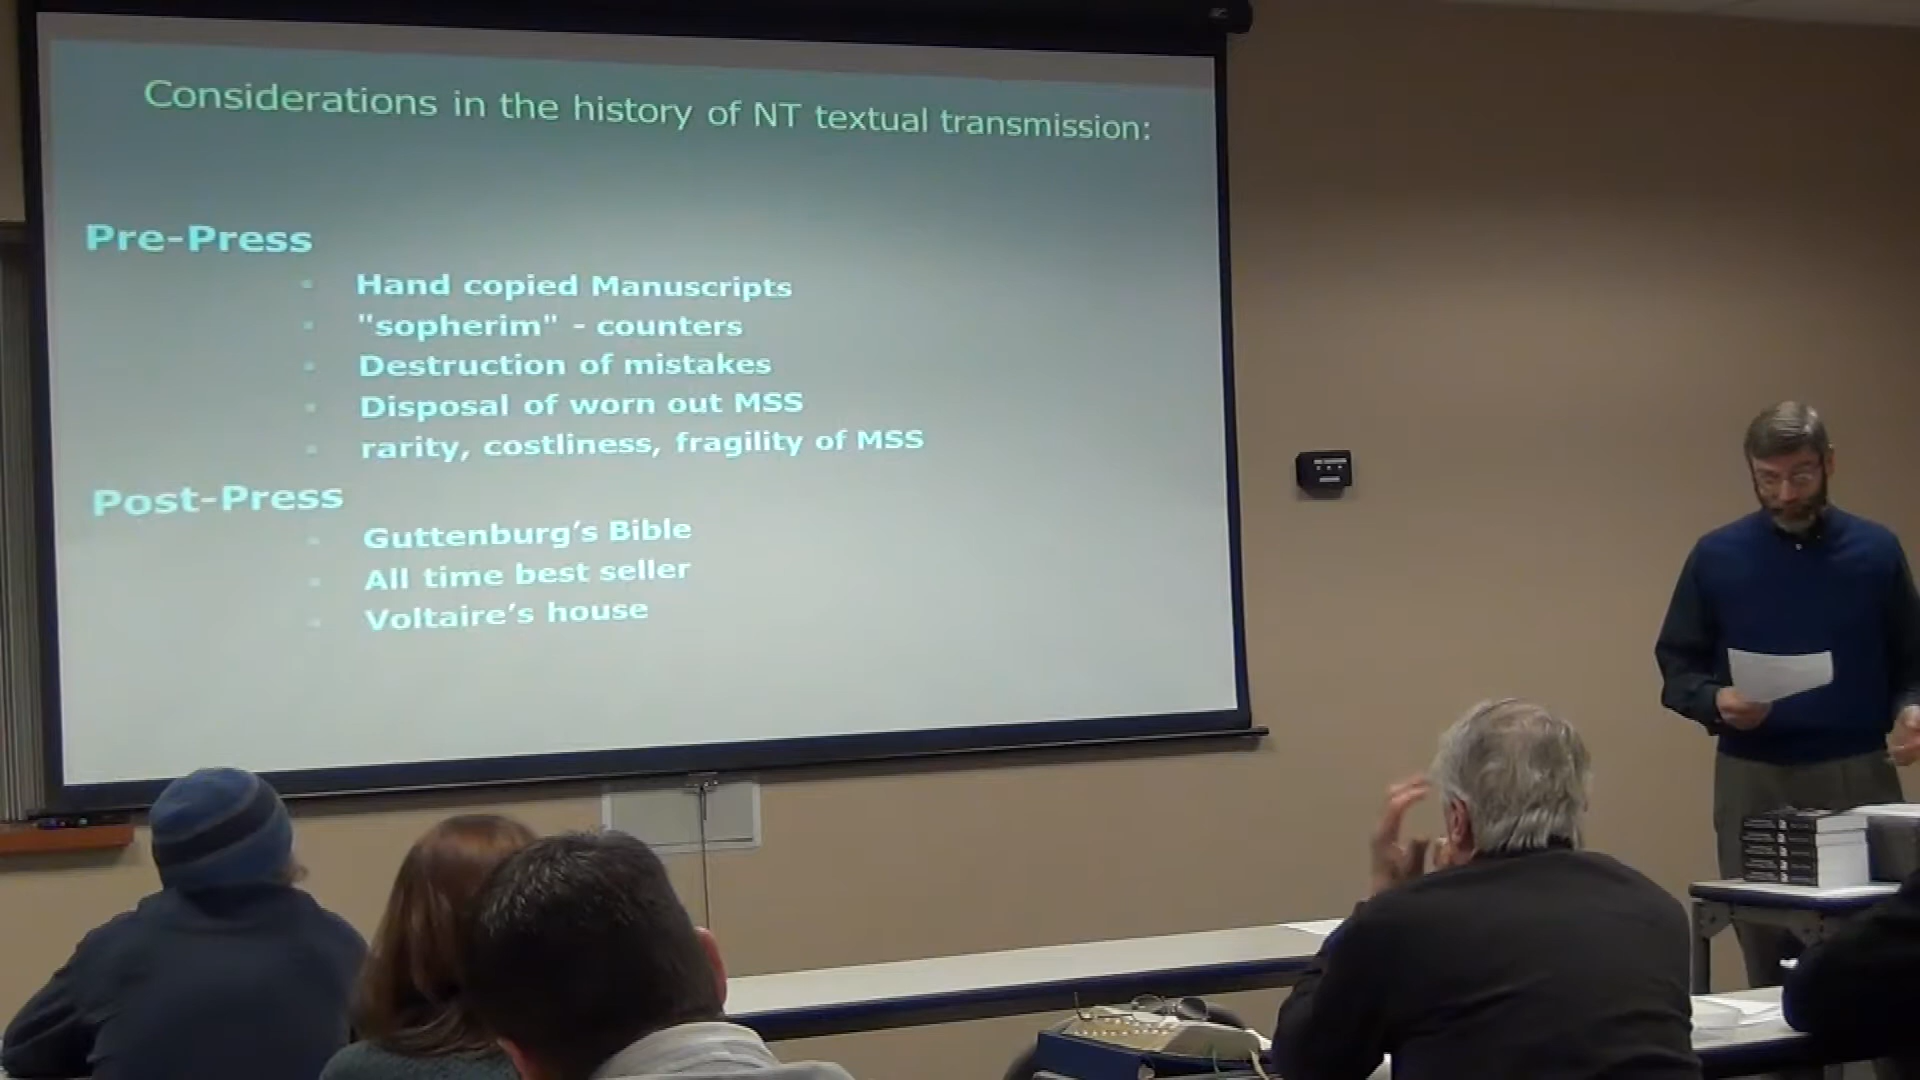 Considerations in the history of NT textual transmission:
Pre-Press
Hand copied Manuscripts
"sopherim" - counters
Destruction of mistakes
Disposal of worn out MSS
rarity, costliness, fragility of MSS
Post-Press
Guttenburg's Bible
All time best seller
Voltaire's house